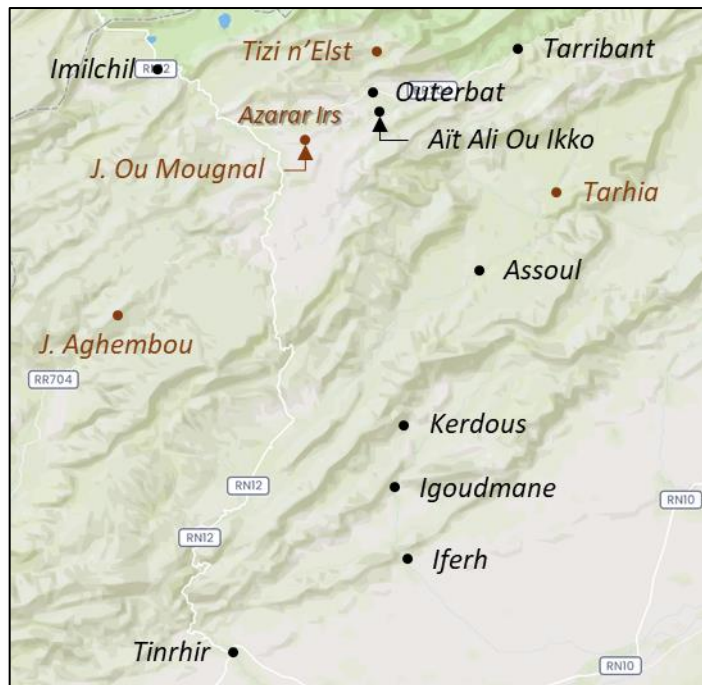 Tizi n'Elst
Tarribant
Imilchil
Outerbat
Azarar Irs
Aït Ali Ou Ikko
J. Ou Mougnal
Tarhia
Assoul
J. Aghembou
RR704
Kerdous
RN12
Igoudmane
RN10
RN12
Iferh
Tinrhir
RN10